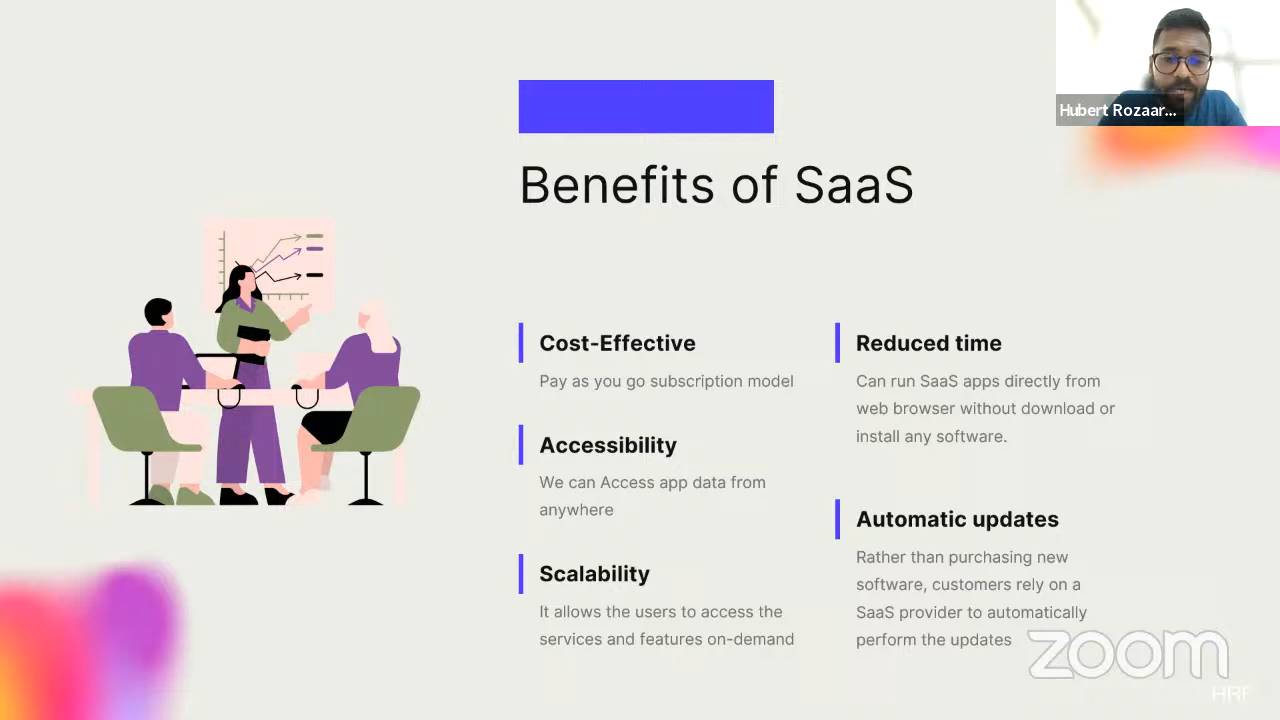 Hubert Rozaar...
Benefits of SaaS
Cost-Effective
Pay as you go subscription model
Accessibility
We can Access app data from
anywhere
Scalability
It allows the users to access the
services and features on-demand
Reduced time
Can run SaaS apps directly from
web browser without download or
install any software.
Automatic updates
Rather than purchasing new
software, customers rely on a
SaaS provider to automatically
perform the updates
zoom